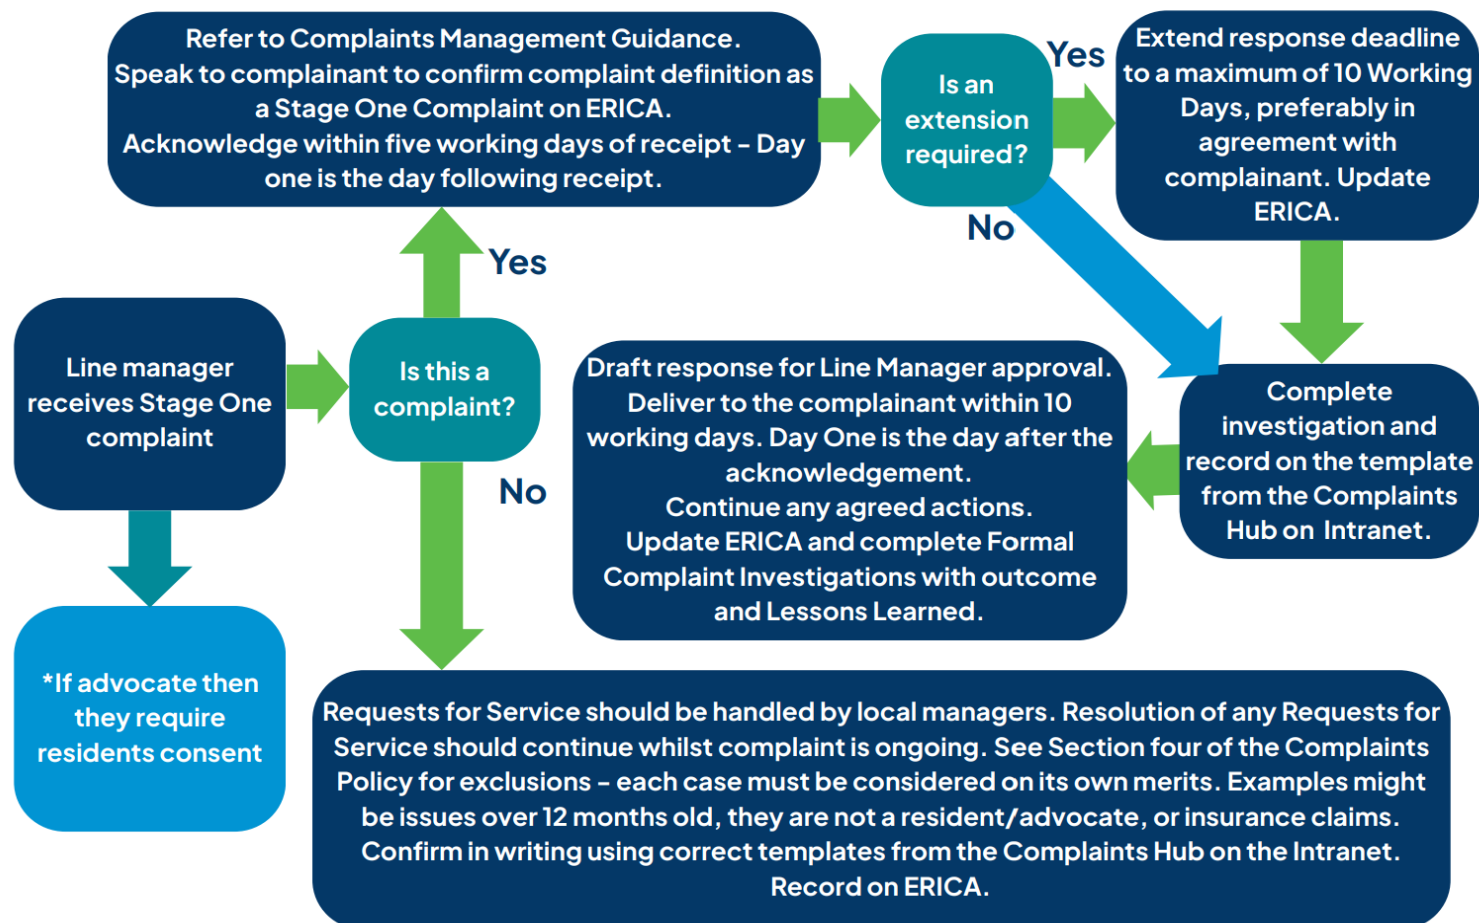 Refer to Complaints Management Guidance.
Speak to complainant to confirm complaint definition as
a Stage One Complaint on ERICA.
Acknowledge within five working days of receipt – Day
one is the day following receipt.
Is an
extension
required?
Yes
No
Extend response deadline
to a maximum of 10 Working
Days, preferably in
agreement with
complainant. Update
ERICA.
Line manager
receives Stage One
complaint
Is this a
complaint?
Yes
No
Draft response for Line Manager approval.
Deliver to the complainant within 10
working days. Day One is the day after the
acknowledgement.
Continue any agreed actions.
Update ERICA and complete Formal
Complaint Investigations with outcome
and Lessons Learned.
Complete
investigation and
record on the template
from the Complaints
Hub on Intranet.
*If advocate then
they require
residents consent
Requests for Service should be handled by local managers. Resolution of any Requests for
Service should continue whilst complaint is ongoing. See Section four of the Complaints
Policy for exclusions – each case must be considered on its own merits. Examples might
be issues over 12 months old, they are not a resident/advocate, or insurance claims.
Confirm in writing using correct templates from the Complaints Hub on the Intranet.
Record on ERICA.